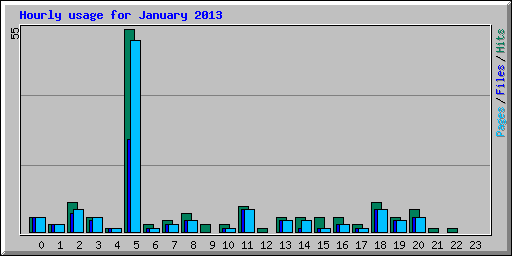 Hourly usage for January 2013
55
Pages / Files / Hits
0 1 2 3 4 5 6 7 8 9 10 11 12 13 14 15 16 17 18 19 20 21 22 23